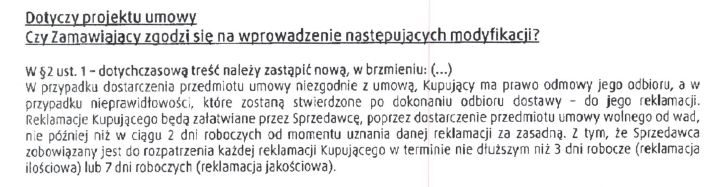 Dotyczy projektu umowy
Czy Zamawiający zgodzi się na wprowadzenie następujących modyfikacji?
W §2 ust. 1 – dotychczasową treść należy zastąpić nową, w brzmieniu: (...)
W przypadku dostarczenia przedmiotu umowy niezgodnie z umową, Kupujący ma prawo odmowy jego odbioru, a w
przypadku nieprawidłowości, które zostaną stwierdzone po dokonaniu odbioru dostawy – do jego reklamacji.
Reklamacje Kupującego będą załatwiane przez Sprzedawcę, poprzez dostarczenie przedmiotu umowy wolnego od wad,
nie później niż w ciągu 2 dni roboczych od momentu uznania danej reklamacji za zasadną. Z tym, że Sprzedawca
zobowiązany jest do rozpatrzenia każdej reklamacji Kupującego w terminie nie dłuższym niż 3 dni robocze (reklamacja
ilościowa) lub 7 dni roboczych (reklamacja jakościowa).